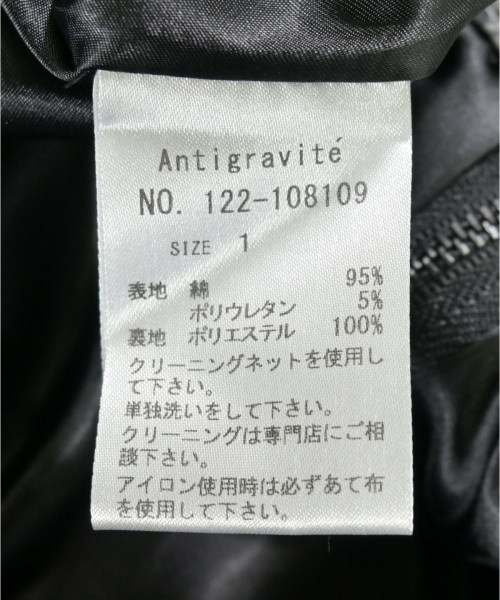 Antigravité
NO. 122-108109
SIZE 1
表地 綿 95%
ポリウレタン 5%
裏地 ポリエステル 100%
クリーニングネットを使用し
て下さい。
単独洗いをして下さい。
クリーニングは専門店にご相
談下さい。
アイロン使用時は必ずあて布
を使用して下さい。